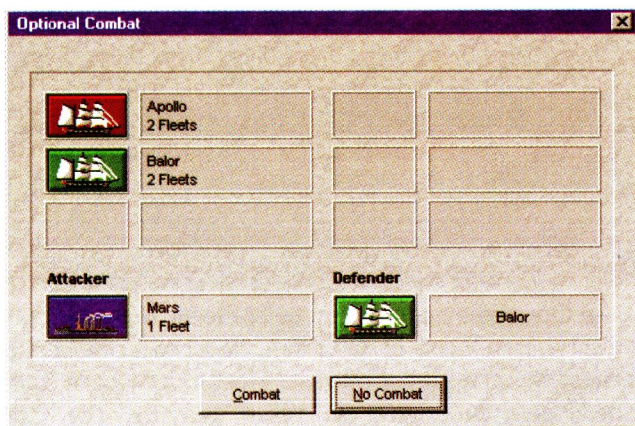 Optional Combat
Apollo
2 Fleets
Balor
2 Fleets
Attacker
Defender
Mars
1 Fleet
Balor
Combat
No Combat